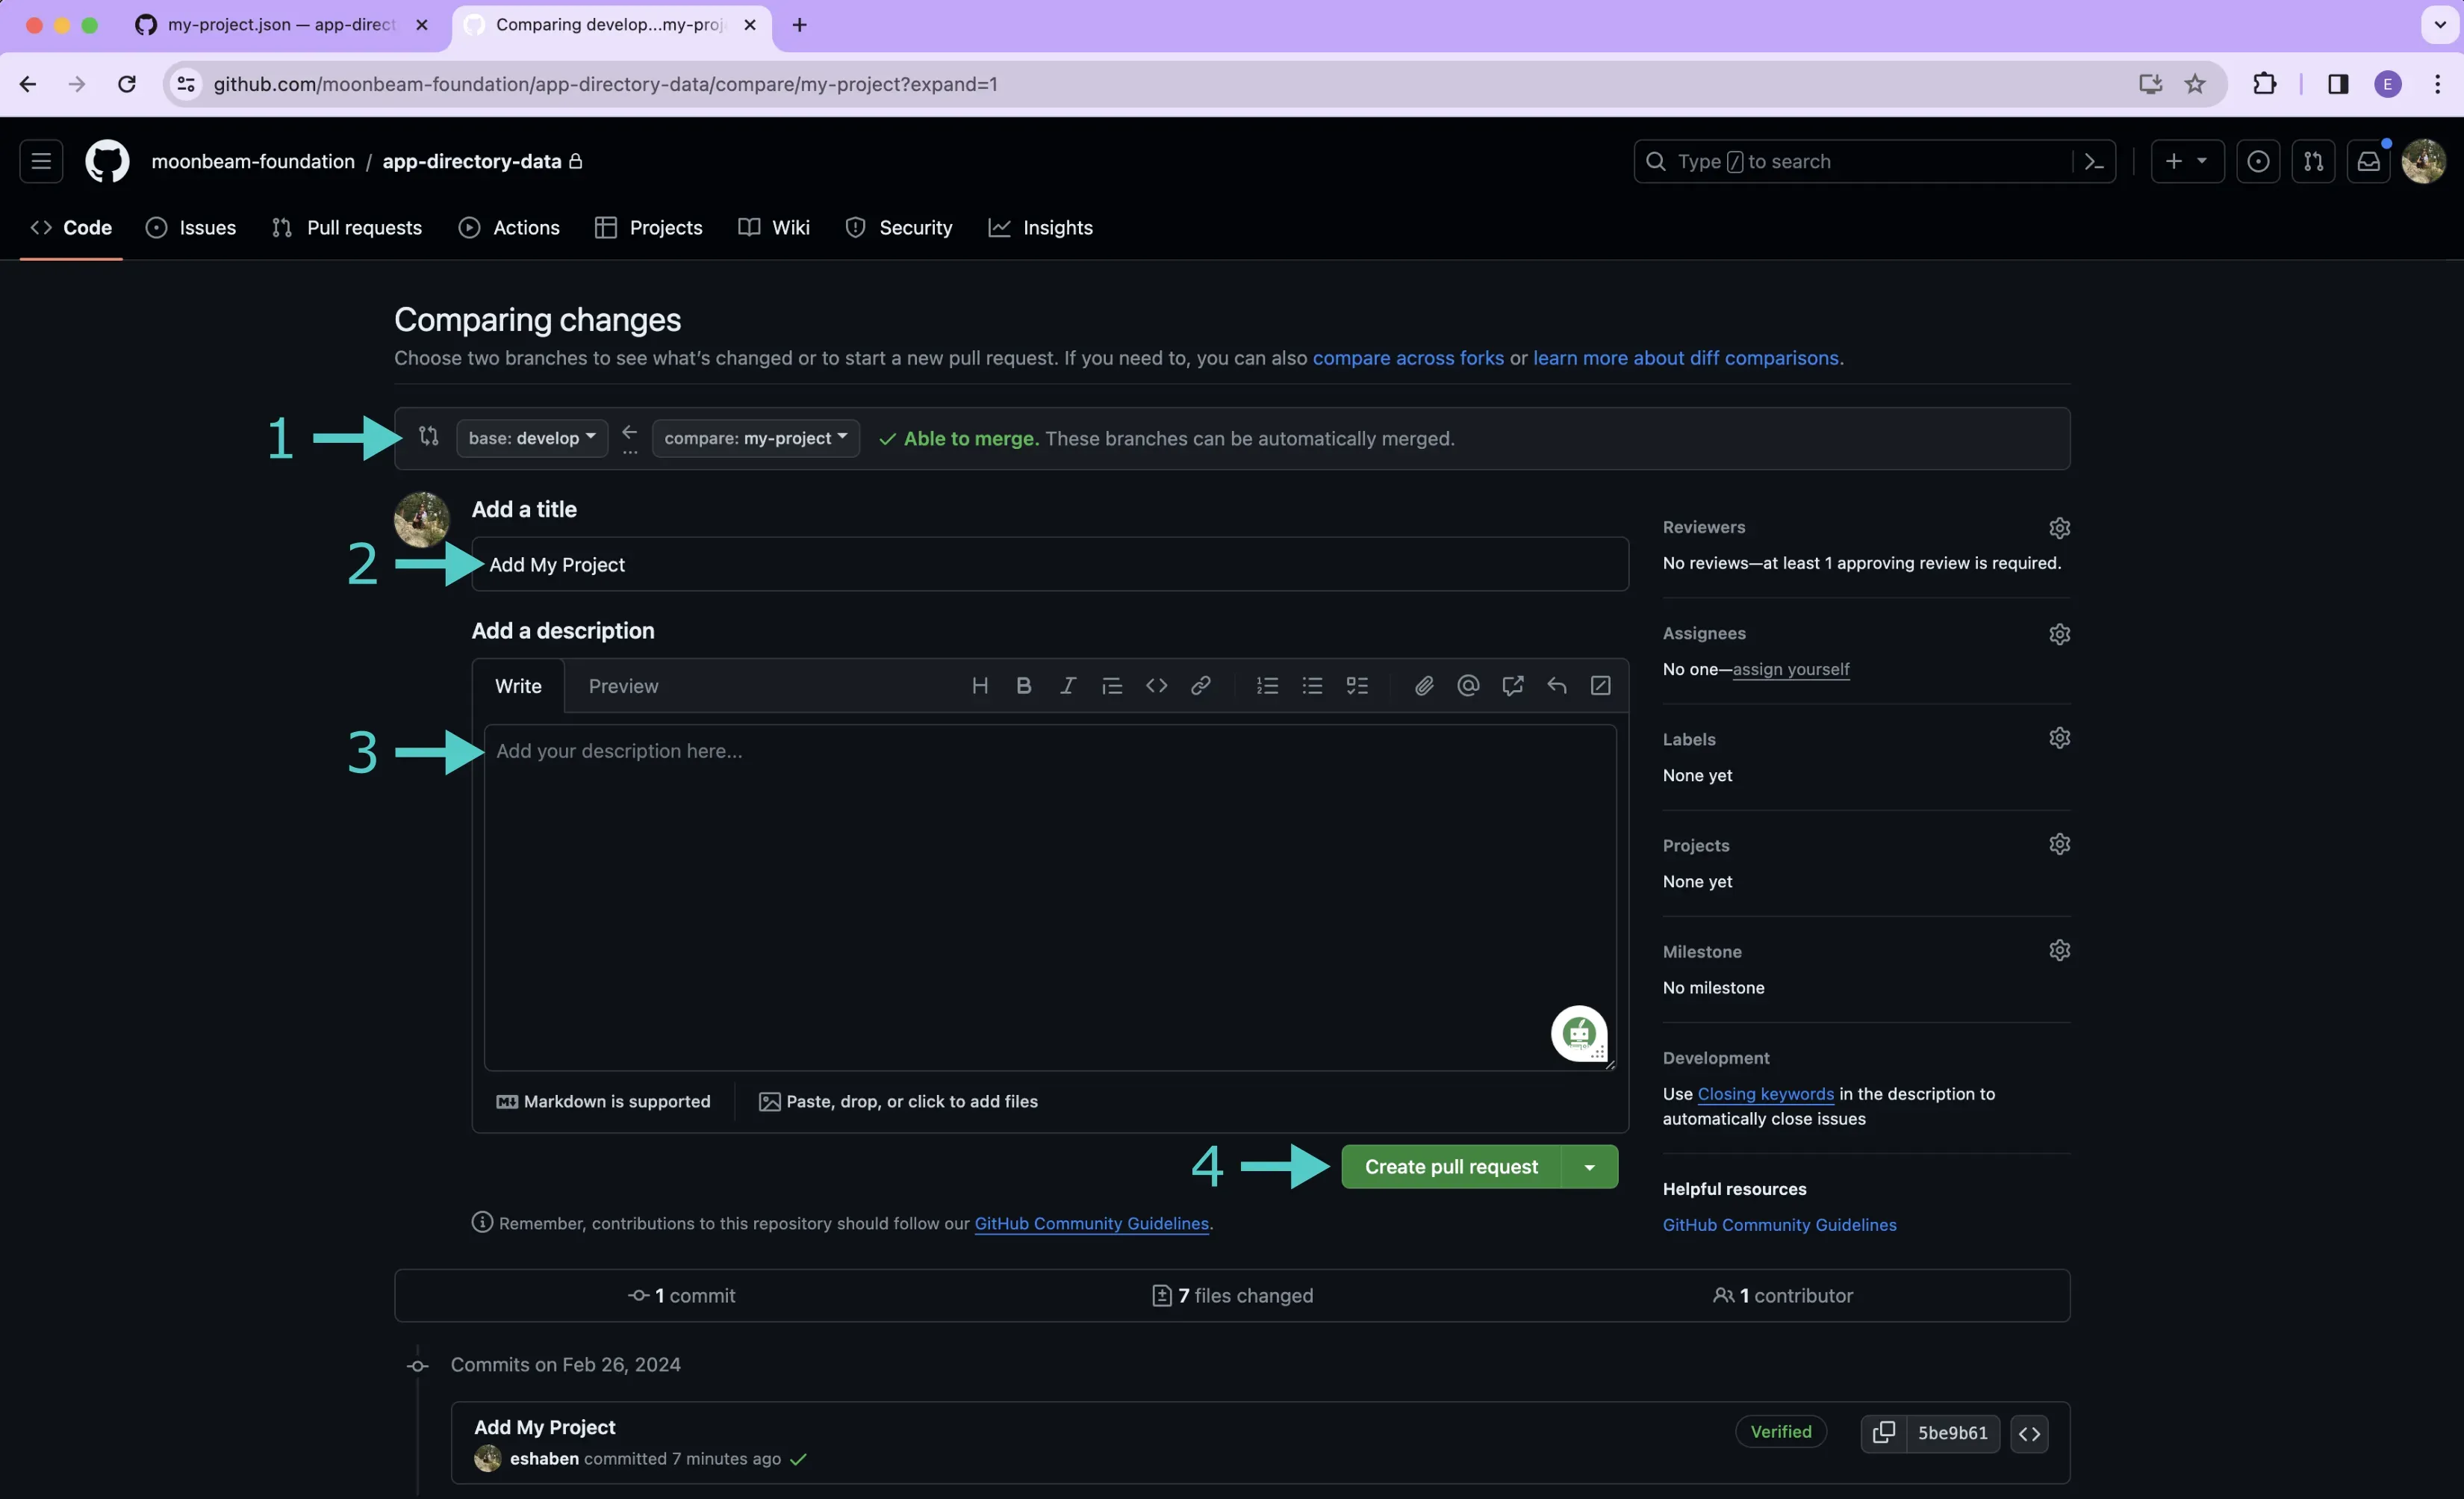 my-project.json — app-direct
Comparing develop...my-proj
github.com/moonbeam-foundation/app-directory-data/compare/my-project?expand=1
E
moonbeam-foundation / app-directory-data
Type / to search
Code Issues Pull requests Actions Projects Wiki Security Insights
Comparing changes
Choose two branches to see what's changed or to start a new pull request. If you need to, you can also compare across forks or learn more about diff comparisons.
1
base: develop ... compare: my-project Able to merge. These branches can be automatically merged.
Add a title
2
Add My Project
Add a description
Write Preview
3
Add your description here...
Markdown is supported Paste, drop, or click to add files
4
Create pull request
Remember, contributions to this repository should follow our GitHub Community Guidelines.
Reviewers
No reviews—at least 1 approving review is required.
Assignees
No one—assign yourself
Labels
None yet
Projects
None yet
Milestone
No milestone
Development
Use Closing keywords in the description to
automatically close issues
Helpful resources
GitHub Community Guidelines
1 commit 7 files changed 1 contributor
Commits on Feb 26, 2024
Add My Project
eshaben committed 7 minutes ago
Verified 5be9b61